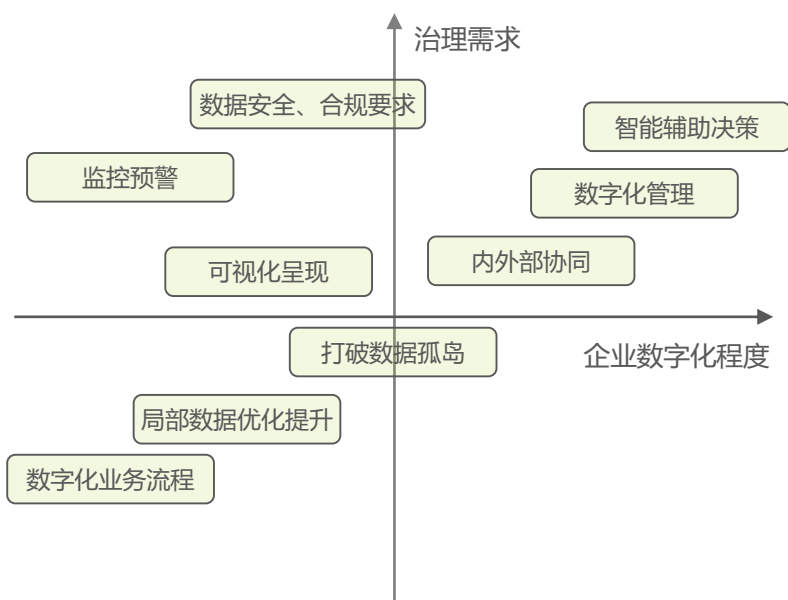 治理需求
数据安全、合规要求
智能辅助决策
监控预警
数字化管理
内外部协同
可视化呈现
打破数据孤岛
企业数字化程度
局部数据优化提升
数字化业务流程